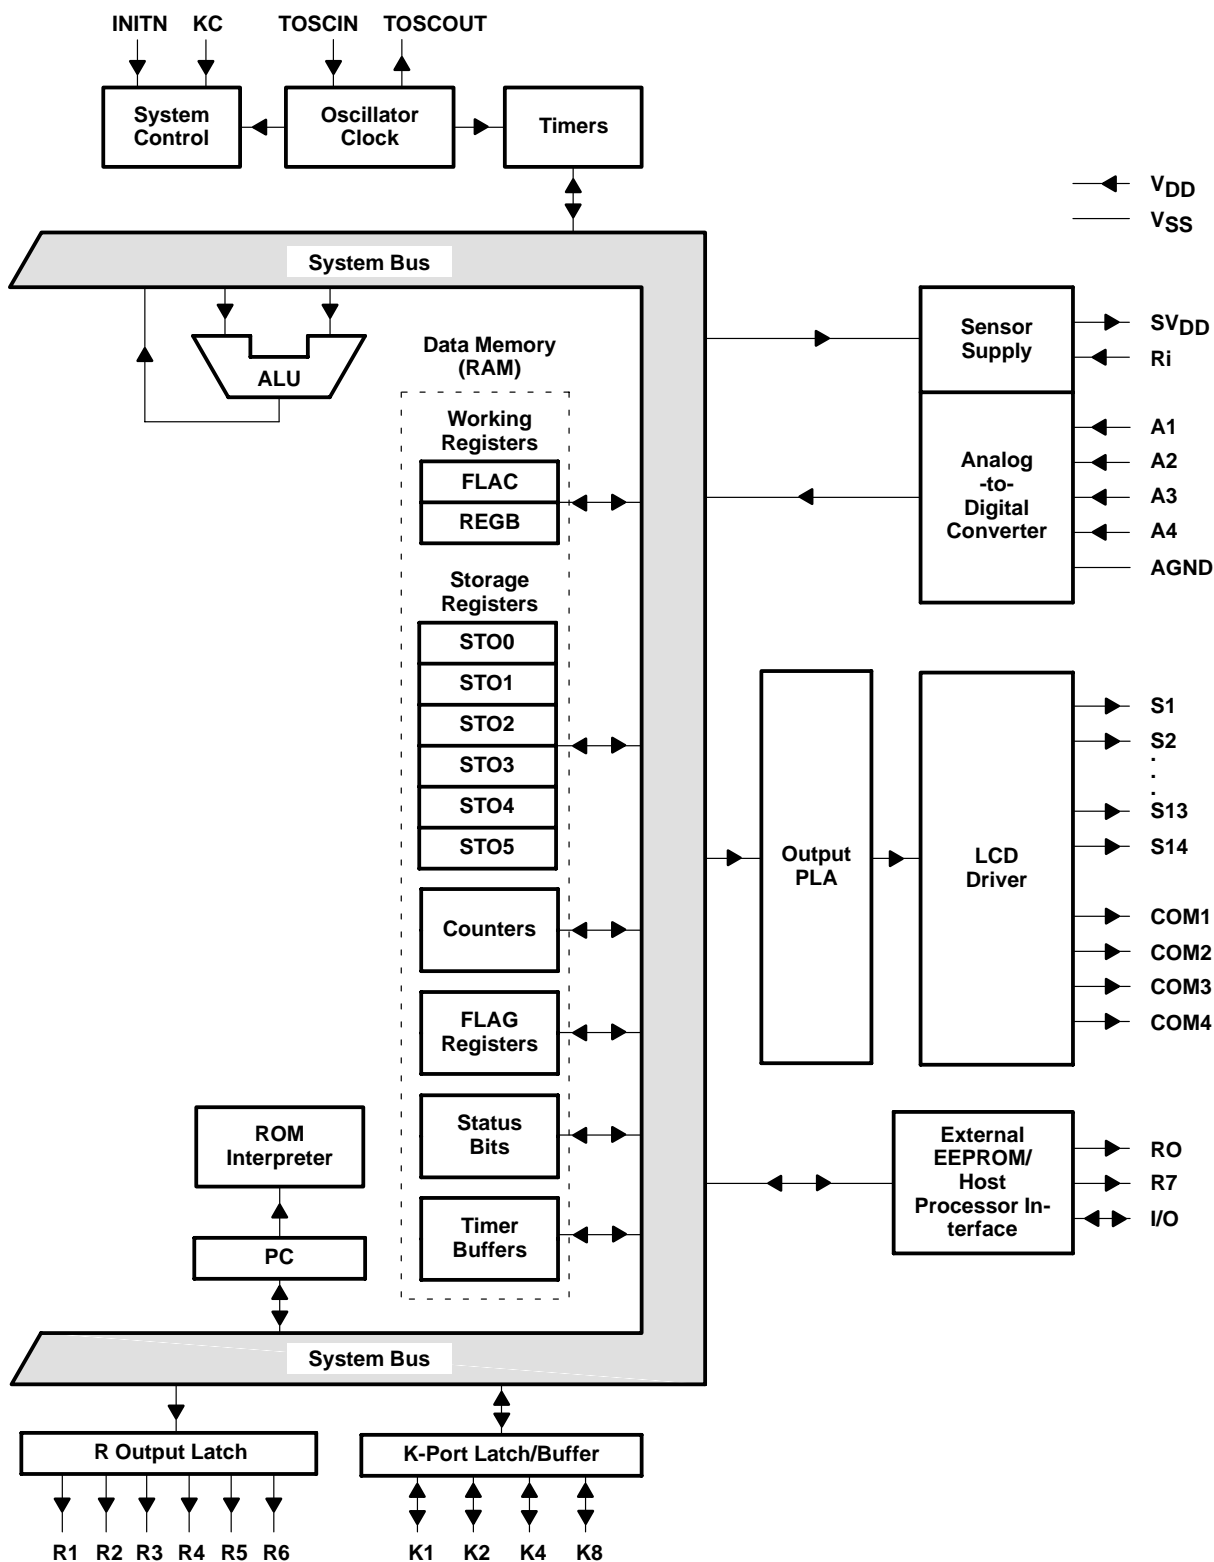 INITN KC TOSCIN TOSCOUT
System
Control
Oscillator
Clock
Timers
VDD
VSS
System Bus
ALU
Data Memory
(RAM)
Working
Registers
FLAC
REGB
Storage
Registers
STO0
STO1
STO2
STO3
STO4
STO5
Counters
FLAG
Registers
Status
Bits
Timer
Buffers
ROM
Interpreter
PC
Sensor
Supply
SVDD
Ri
Analog
-to-
Digital
Converter
A1
A2
A3
A4
AGND
Output
PLA
LCD
Driver
S1
S2
.
.
.
S13
S14
COM1
COM2
COM3
COM4
External
EEPROM/
Host
Processor In-
terface
RO
R7
I/O
System Bus
R Output Latch
K-Port Latch/Buffer
R1 R2 R3 R4 R5 R6
K1 K2 K4 K8